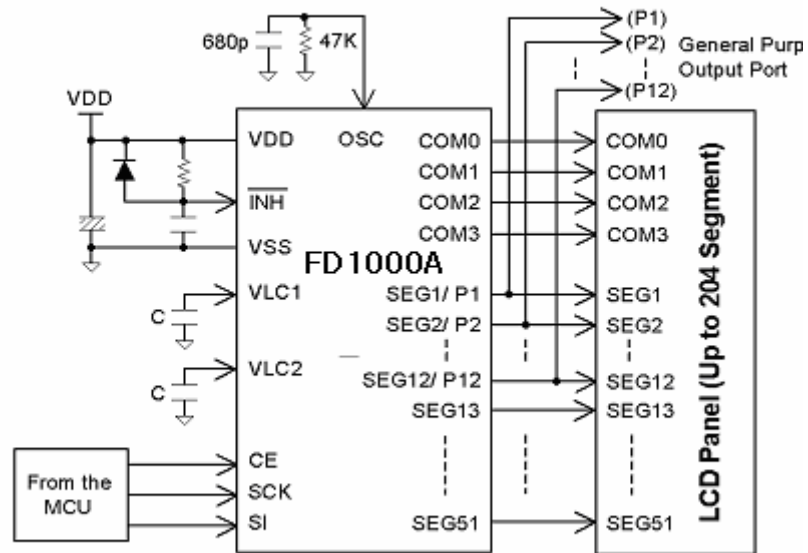 680p 47K
(P1)
(P2)
General Purp
Output Port
(P12)
VDD
VDD OSC COM0 COM0
COM1 COM1
INH COM2 COM2
VSS COM3 COM3
FD1000A
VLC1 SEG1/ P1 SEG1
C
SEG2/ P2 SEG2
VLC2 SEG12/ P12 SEG12
C
SEG13 SEG13
LCD Panel (Up to 204 Segment)
From the
MCU
CE
SCK
SI SEG51 SEG51